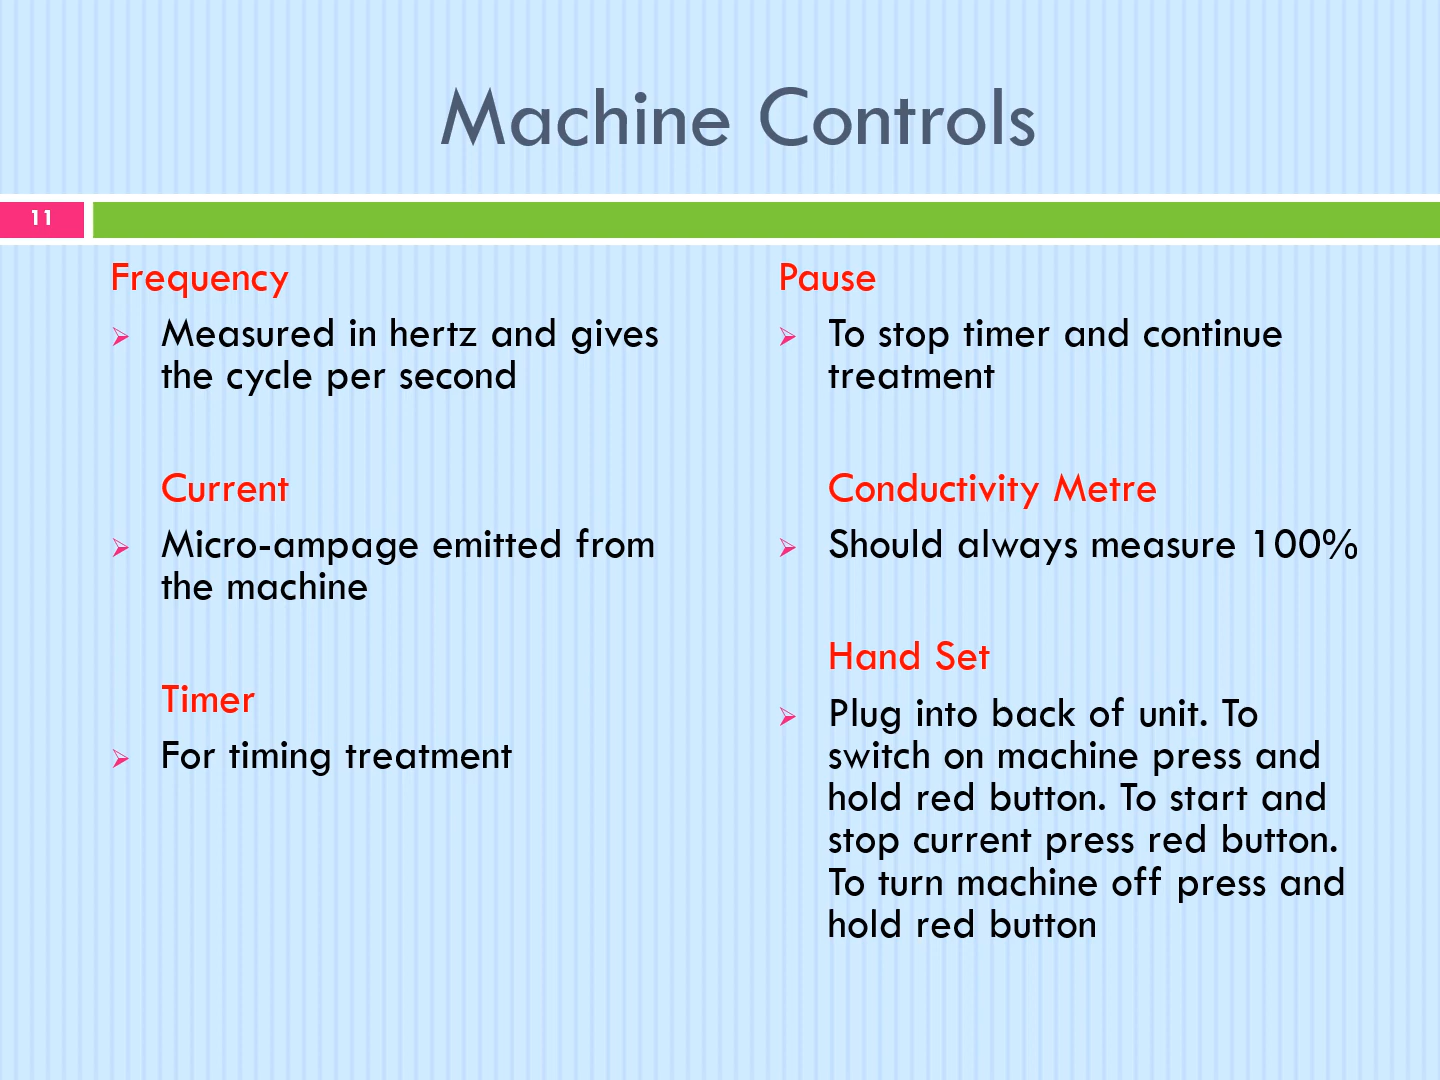 Machine Controls
11
Frequency
Measured in hertz and gives
the cycle per second
Current
Micro-ampage emitted from
the machine
Timer
For timing treatment
Pause
To stop timer and continue
treatment
Conductivity Metre
Should always measure 100%
Hand Set
Plug into back of unit. To
switch on machine press and
hold red button. To start and
stop current press red button.
To turn machine off press and
hold red button